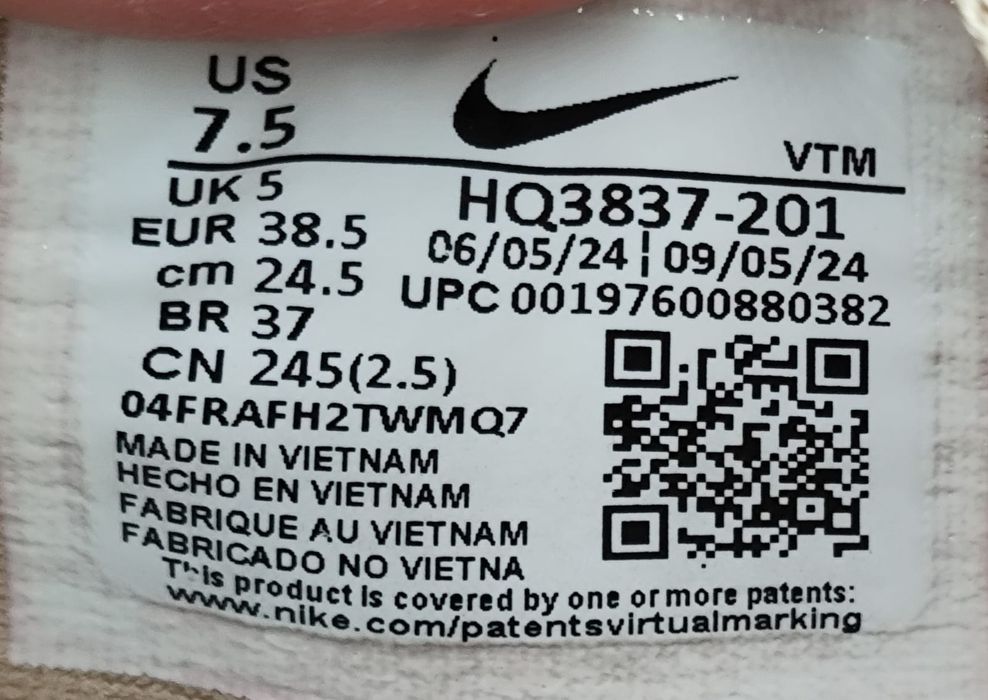 US
7.5
VTM
UK 5
HQ3837-201
EUR 38.5
06/05/24 | 09/05/24
cm 24.5
UPC 00197600880382
BR 37
CN 245(2.5)
04FRAFH2TWMQ7
MADE IN VIETNAM
HECHO EN VIETNAM
FABRIQUE AU VIETNAM
FABRICADO NO VIETNA
This product is covered by one or more patents:
www.nike.com/patentsvirtualmarking